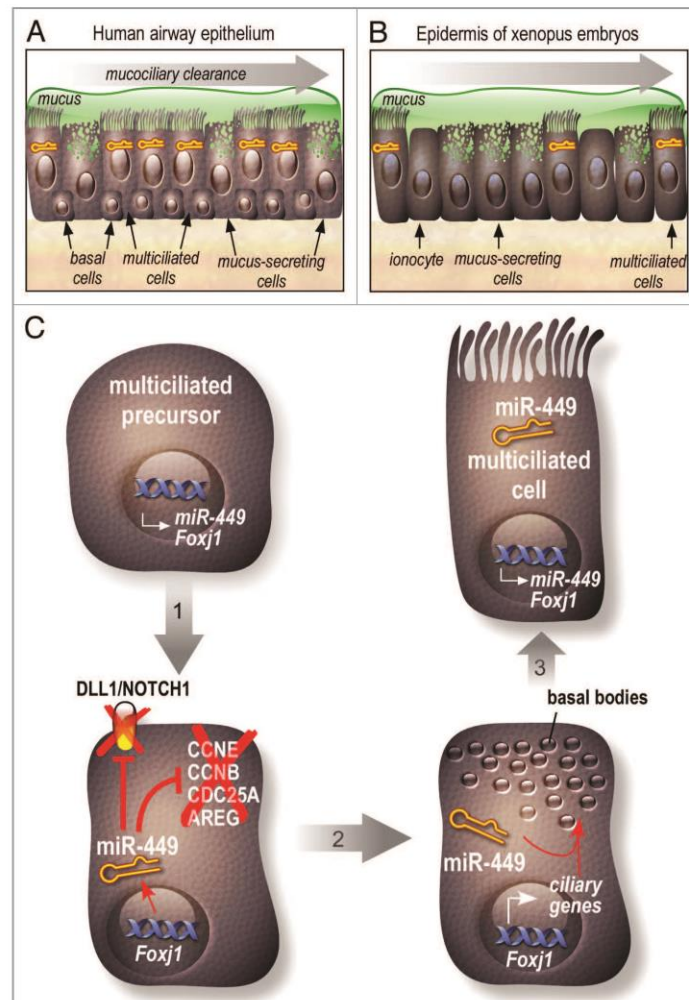 A
Human airway epithelium
mucociliary clearance
mucus
basal
cells
multiciliated
cells
mucus-secreting
cells
B
Epidermis of xenopus embryos
mucus
ionocyte
mucus-secreting
cells
multiciliated
cells
C
multiciliated
precursor
miR-449
Foxj1
1
DLL1/NOTCH1
CCNE
CCNB
CDC25A
AREG
miR-449
Foxj1
2
basal bodies
miR-449
ciliary
genes
Foxj1
3
miR-449
multiciliated
cell
miR-449
Foxj1